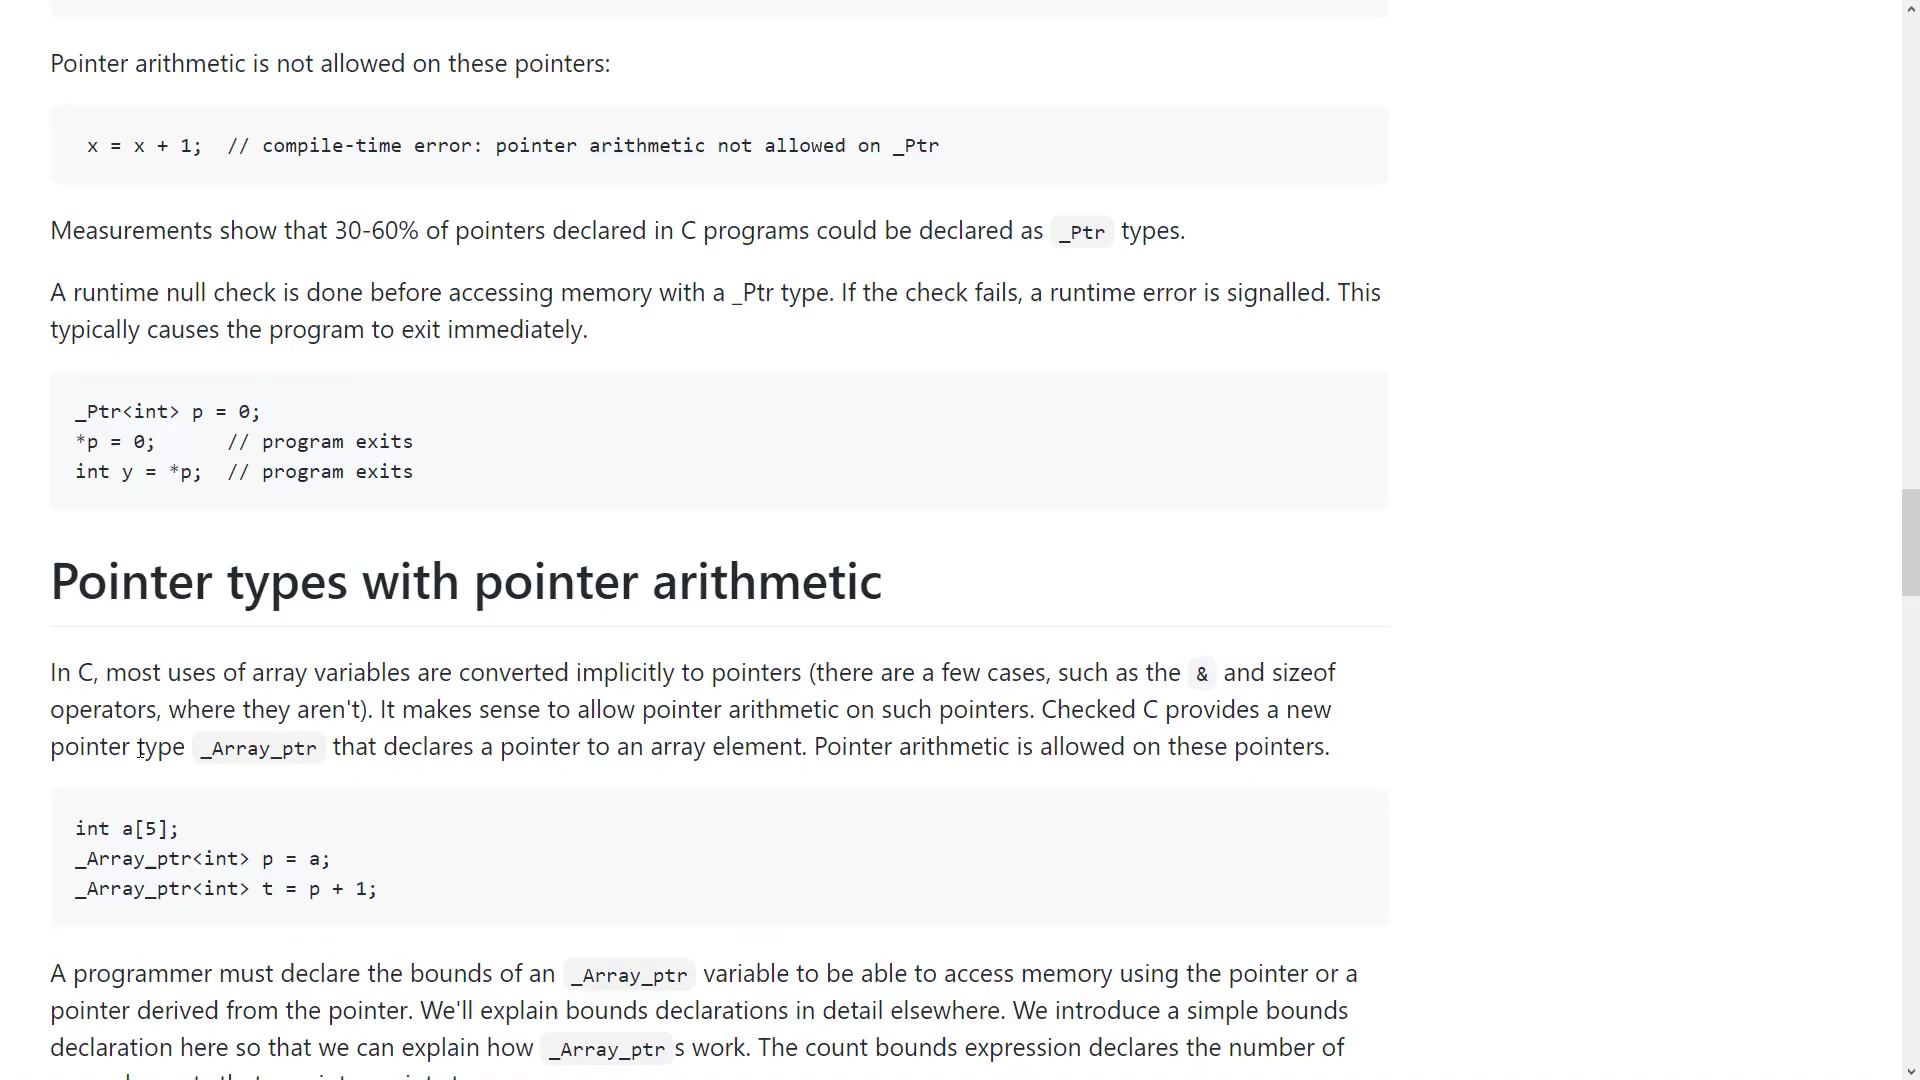 Pointer arithmetic is not allowed on these pointers:
x = x + 1;  // compile-time error: pointer arithmetic not allowed on _Ptr
Measurements show that 30-60% of pointers declared in C programs could be declared as _Ptr types.
A runtime null check is done before accessing memory with a _Ptr type. If the check fails, a runtime error is signalled. This
typically causes the program to exit immediately.
_Ptr<int> p = 0;
*p = 0;      // program exits
int y = *p;  // program exits
Pointer types with pointer arithmetic
In C, most uses of array variables are converted implicitly to pointers (there are a few cases, such as the & and sizeof
operators, where they aren't). It makes sense to allow pointer arithmetic on such pointers. Checked C provides a new
pointer type _Array_ptr that declares a pointer to an array element. Pointer arithmetic is allowed on these pointers.
int a[5];
_Array_ptr<int> p = a;
_Array_ptr<int> t = p + 1;
A programmer must declare the bounds of an _Array_ptr variable to be able to access memory using the pointer or a
pointer derived from the pointer. We'll explain bounds declarations in detail elsewhere. We introduce a simple bounds
declaration here so that we can explain how _Array_ptr s work. The count bounds expression declares the number of